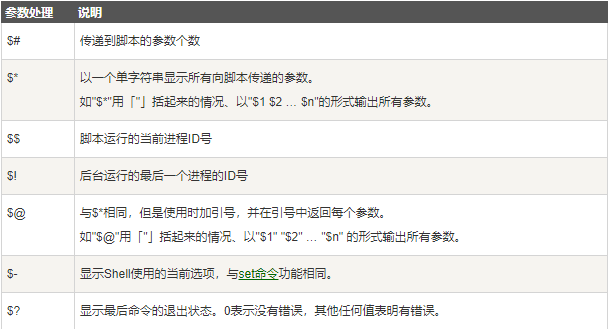 参数处理 说明
$# 传递到脚本的参数个数
$* 以一个单字符串显示所有向脚本传递的参数。
如"$*"用「"」括起来的情况、以"$1 $2 … $n"的形式输出所有参数。
$$ 脚本运行的当前进程ID号
$! 后台运行的最后一个进程的ID号
$@ 与$*相同，但是使用时加引号，并在引号中返回每个参数。
如"$@"用「"」括起来的情况、以"$1" "$2" … "$n" 的形式输出所有参数。
$- 显示Shell使用的当前选项，与set命令功能相同。
$? 显示最后命令的退出状态。0表示没有错误，其他任何值表明有错误。